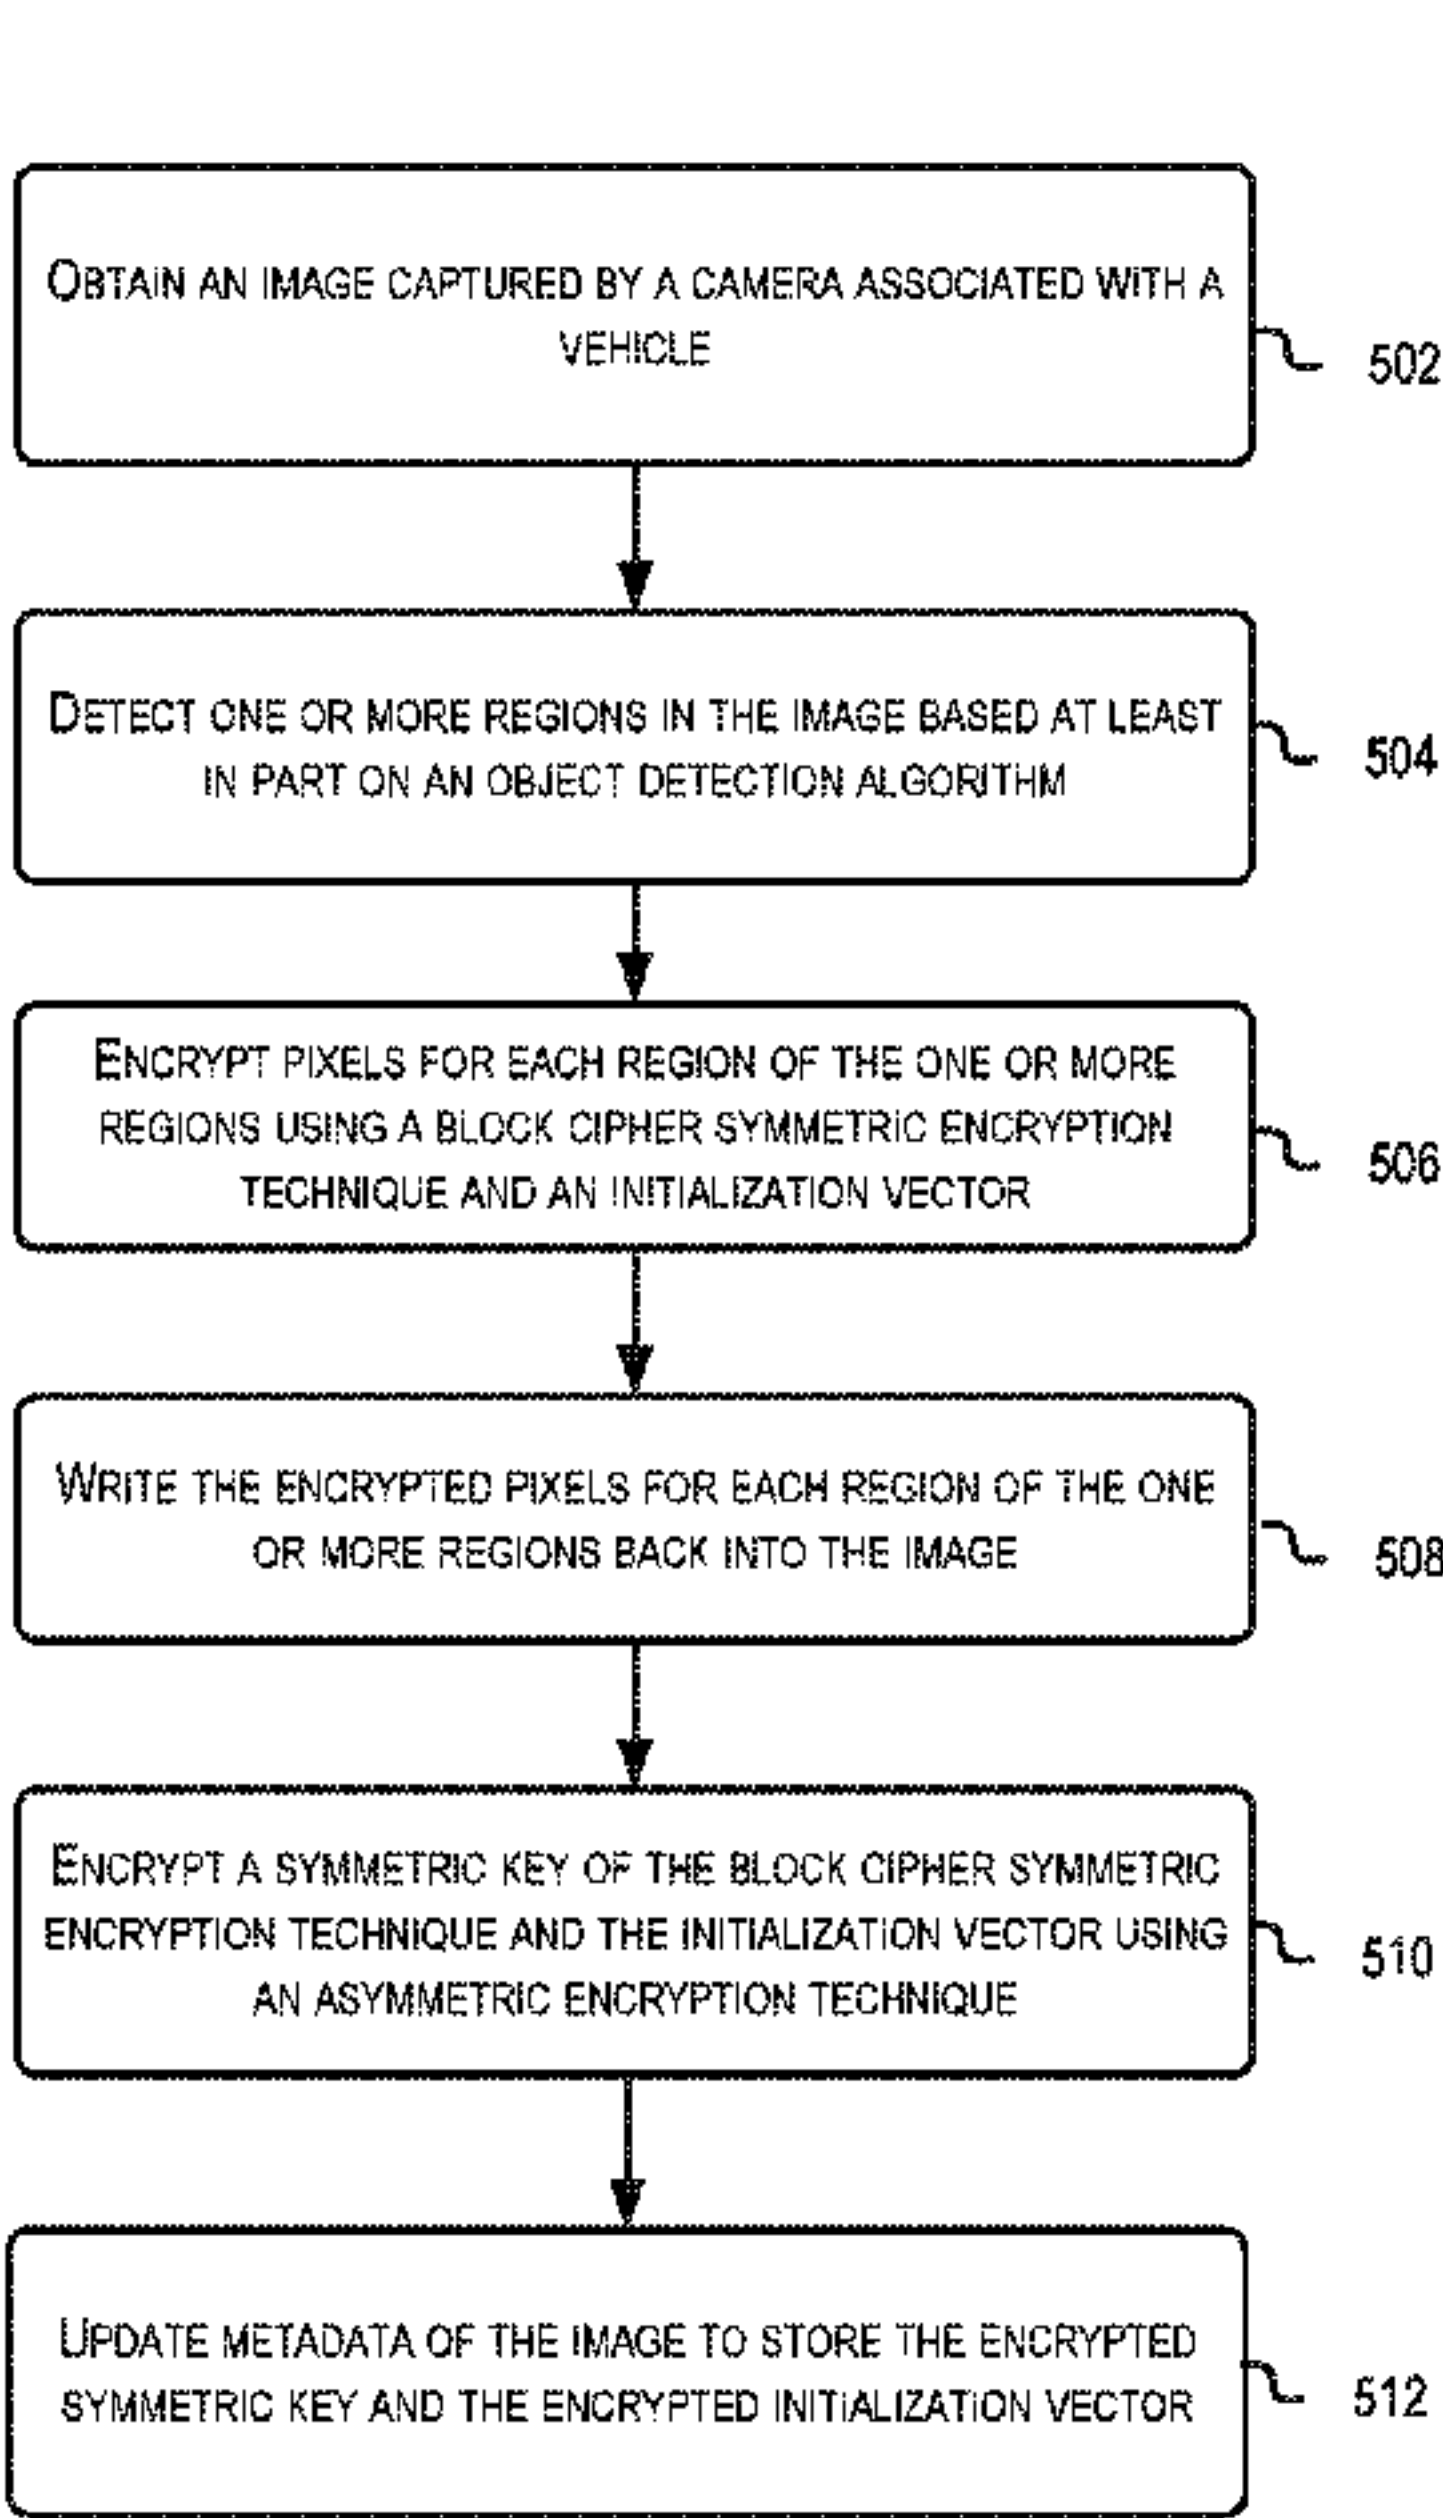 OBTAIN AN IMAGE CAPTURED BY A CAMERA ASSOCIATED WITH A
VEHICLE
502
DETECT ONE OR MORE REGIONS IN THE IMAGE BASED AT LEAST
IN PART ON AN OBJECT DETECTION ALGORITHM
504
ENCRYPT PIXELS FOR EACH REGION OF THE ONE OR MORE
REGIONS USING A BLOCK CIPHER SYMMETRIC ENCRYPTION
TECHNIQUE AND AN INITIALIZATION VECTOR
506
WRITE THE ENCRYPTED PIXELS FOR EACH REGION OF THE ONE
OR MORE REGIONS BACK INTO THE IMAGE
508
ENCRYPT A SYMMETRIC KEY OF THE BLOCK CIPHER SYMMETRIC
ENCRYPTION TECHNIQUE AND THE INITIALIZATION VECTOR USING
AN ASYMMETRIC ENCRYPTION TECHNIQUE
510
UPDATE METADATA OF THE IMAGE TO STORE THE ENCRYPTED
SYMMETRIC KEY AND THE ENCRYPTED INITIALIZATION VECTOR
512